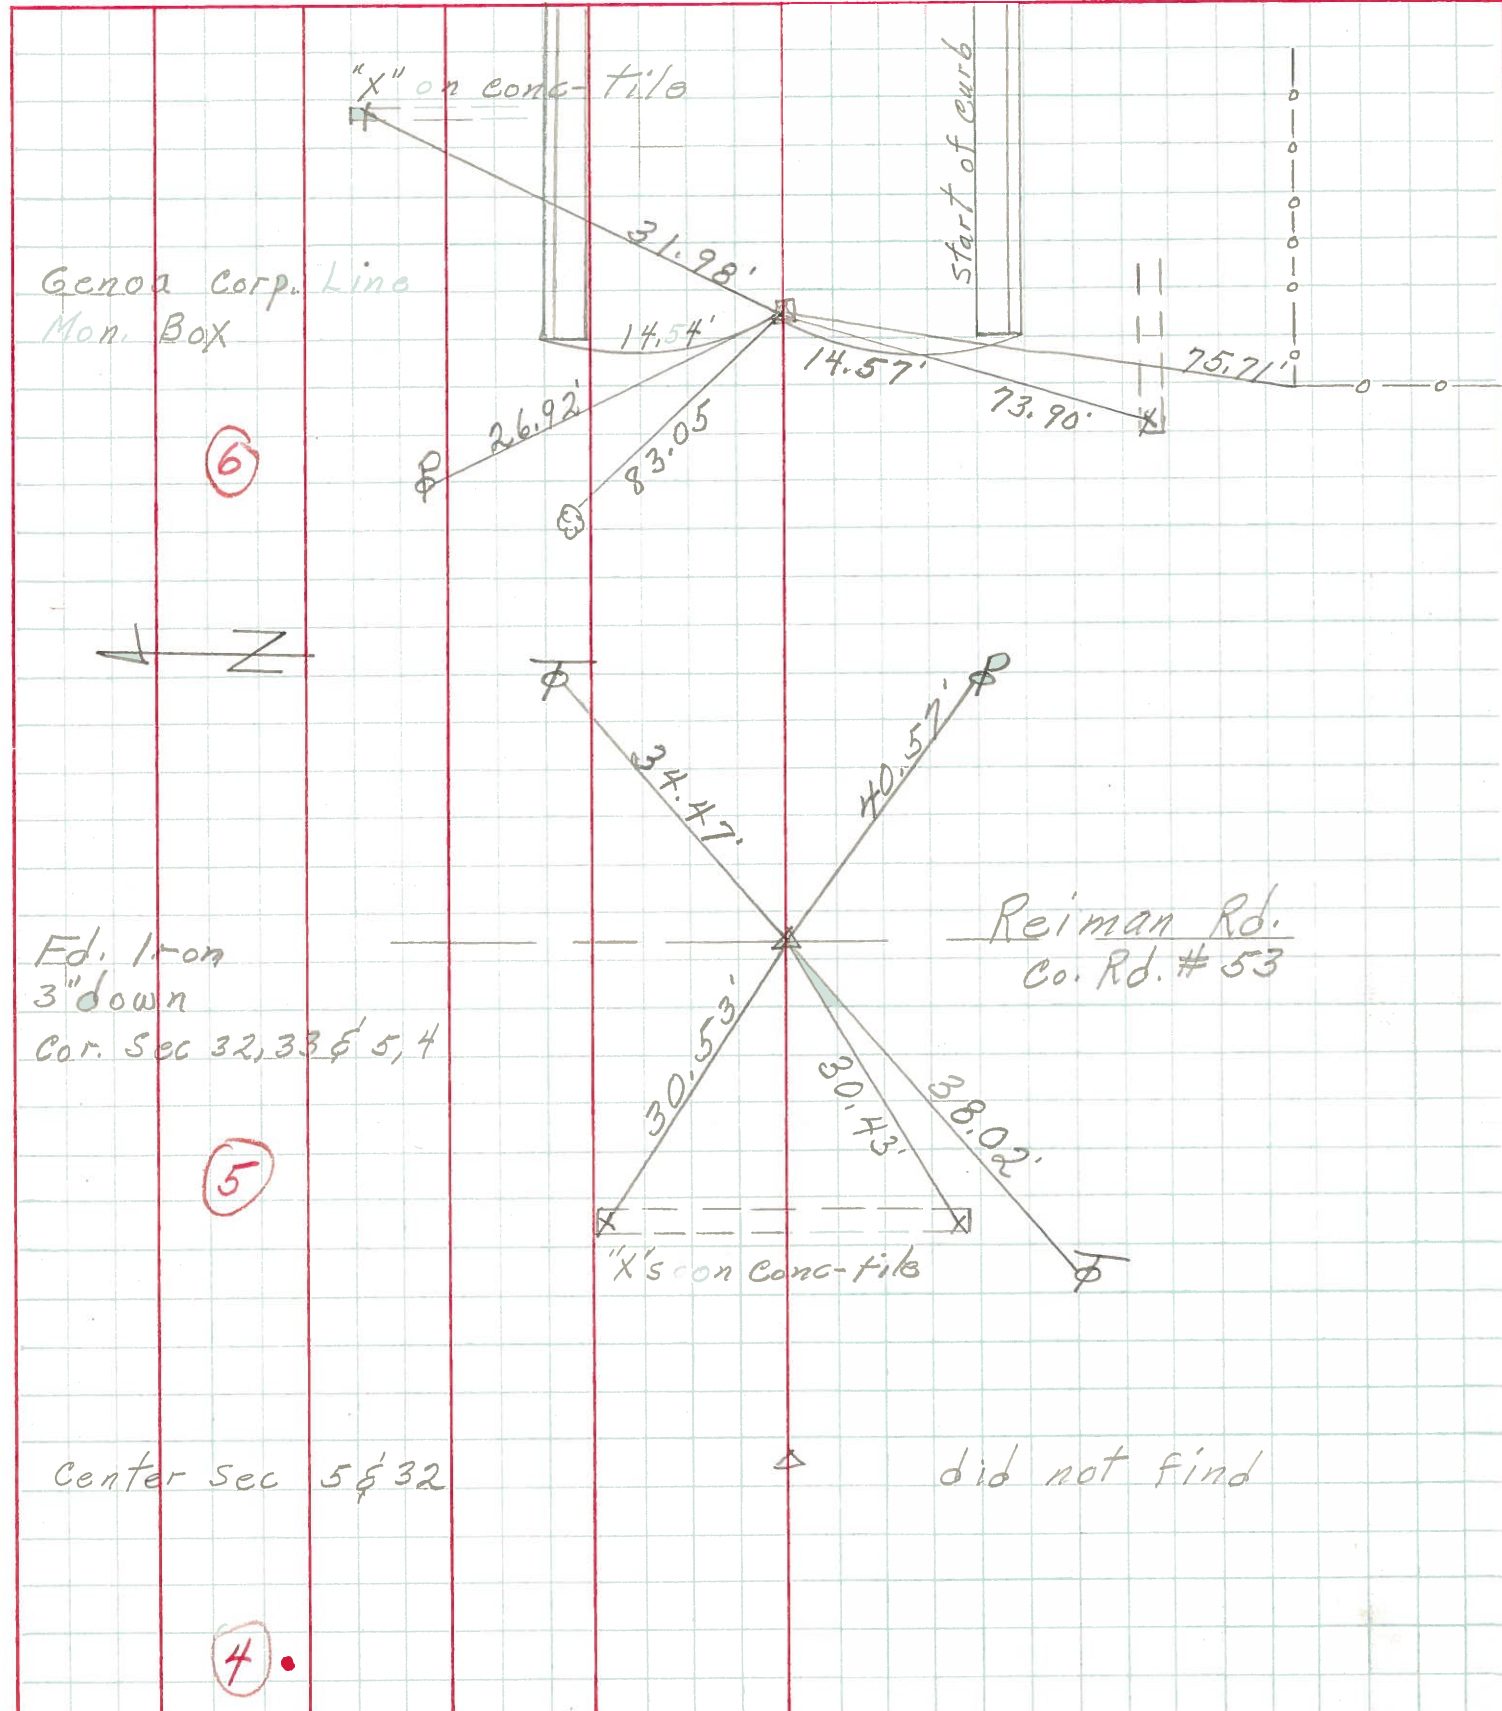 "X" on conc-tile
Start of Curb
31.98'
Genoa Corp. Line
Mon. Box
14.54'
14.57'
75.71'
73.90'
26.92'
83.05
6
N
34.47'
40.57'
Reiman Rd.
Co. Rd. # 53
Fd. Iron
3" down
Cor. Sec 32,33 & 5,4
30.53'
30.43'
38.02'
5
"X's on conc-tile
Center Sec 5 & 32
did not find
4